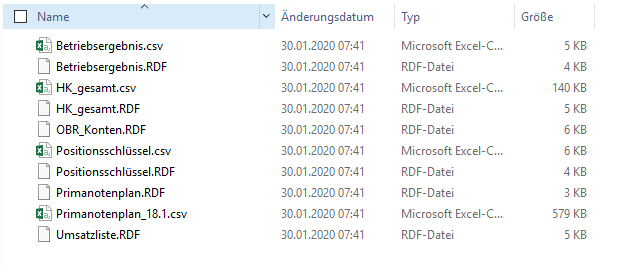 Name Änderungsdatum Typ Größe
Betriebsergebnis.csv 30.01.2020 07:41 Microsoft Excel-C... 5 KB
Betriebsergebnis.RDF 30.01.2020 07:41 RDF-Datei 4 KB
HK_gesamt.csv 30.01.2020 07:41 Microsoft Excel-C... 140 KB
HK_gesamt.RDF 30.01.2020 07:41 RDF-Datei 5 KB
OBR_Konten.RDF 30.01.2020 07:41 RDF-Datei 6 KB
Positionsschlüssel.csv 30.01.2020 07:41 Microsoft Excel-C... 6 KB
Positionsschlüssel.RDF 30.01.2020 07:41 RDF-Datei 4 KB
Primanotenplan.RDF 30.01.2020 07:41 RDF-Datei 3 KB
Primanotenplan_18.1.csv 30.01.2020 07:41 Microsoft Excel-C... 579 KB
Umsatzliste.RDF 30.01.2020 07:41 RDF-Datei 5 KB